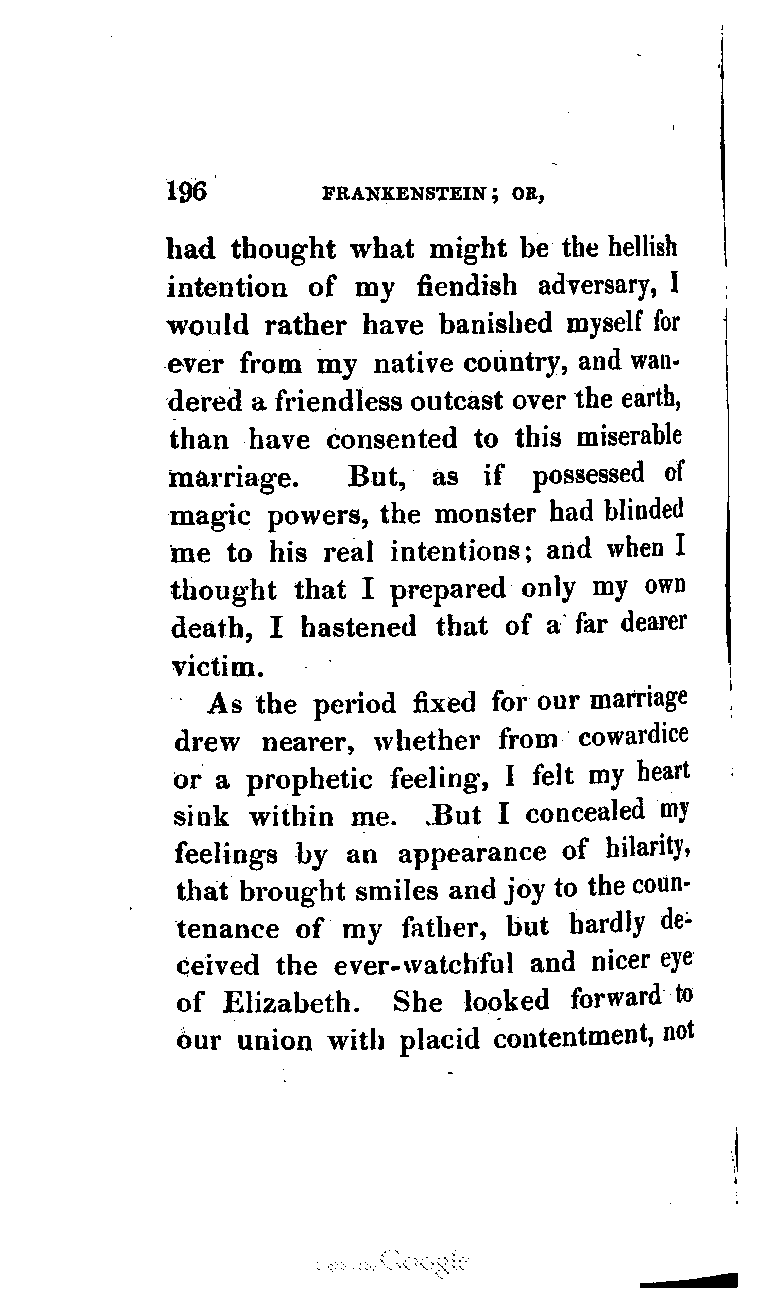 196 FRANKENSTEIN; OR,
had thought what might be the hellish
intention of my fiendish adversary, I
would rather have banished myself for
ever from my native country, and wan-
dered a friendless outcast over the earth,
than have consented to this miserable
marriage. But, as if possessed of
magic powers, the monster had blinded
me to his real intentions; and when I
thought that I prepared only my own
death, I hastened that of a far dearer
victim.
As the period fixed for our marriage
drew nearer, whether from cowardice
or a prophetic feeling, I felt my heart
sink within me. But I concealed my
feelings by an appearance of hilarity,
that brought smiles and joy to the coun-
tenance of my father, but hardly de-
ceived the ever-watchful and nicer eye
of Elizabeth. She looked forward to
our union with placid contentment, not
Google